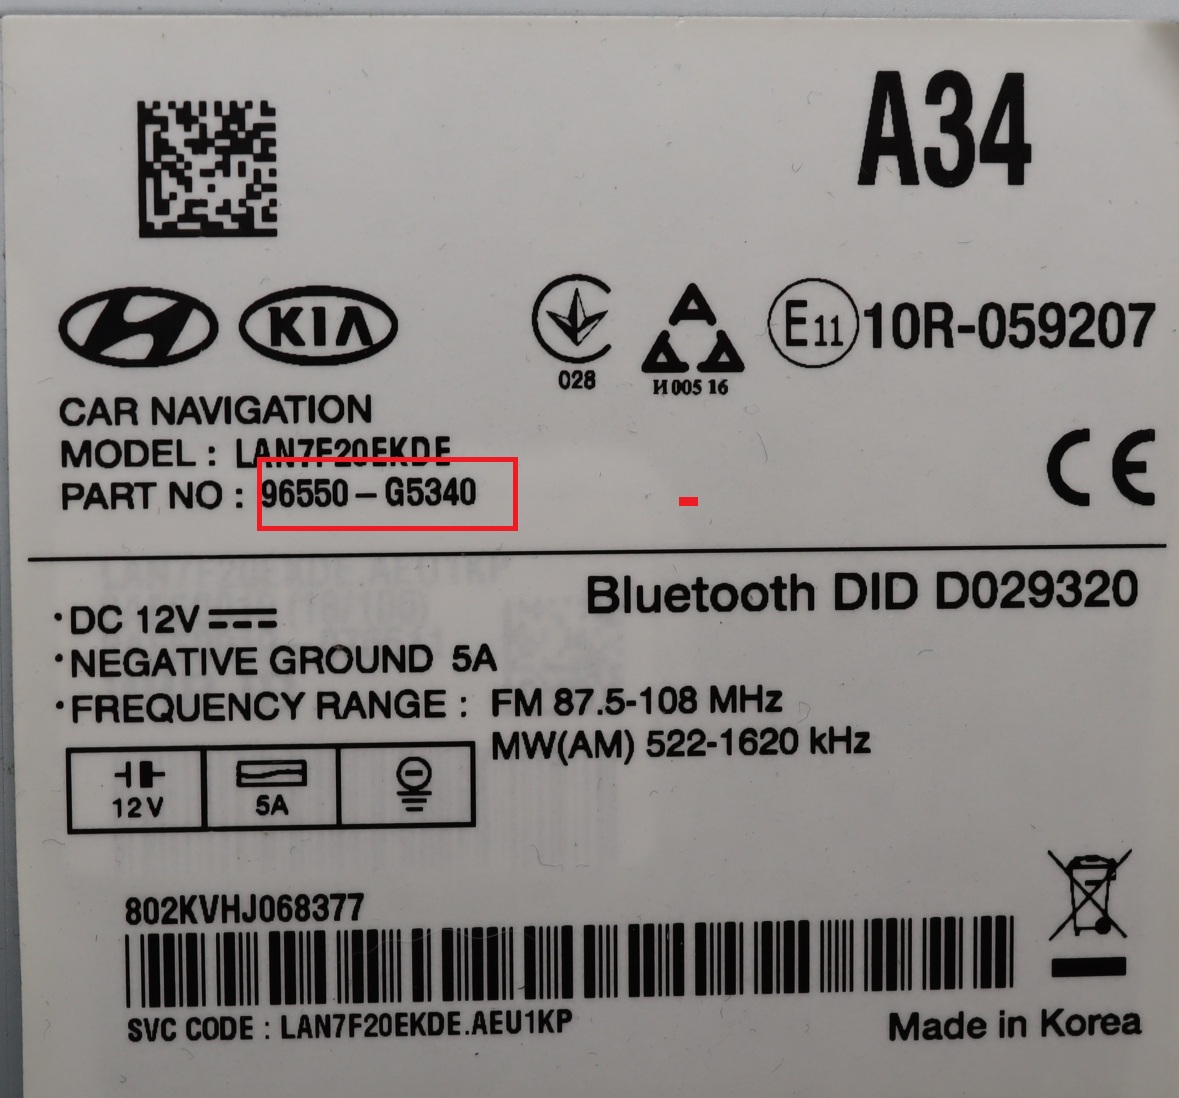 A34
KIA
028
И005 16
E11 10R-059207
CAR NAVIGATION
MODEL : LAN7F20EKDE
PART NO : 96550 – G5340
CE
Bluetooth DID D029320
·DC 12V
·NEGATIVE GROUND 5A
·FREQUENCY RANGE : FM 87.5-108 MHz
MW(AM) 522-1620 kHz
12V
5A
802KVHJ068377
SVC CODE : LAN7F20EKDE.AEU1KP
Made in Korea